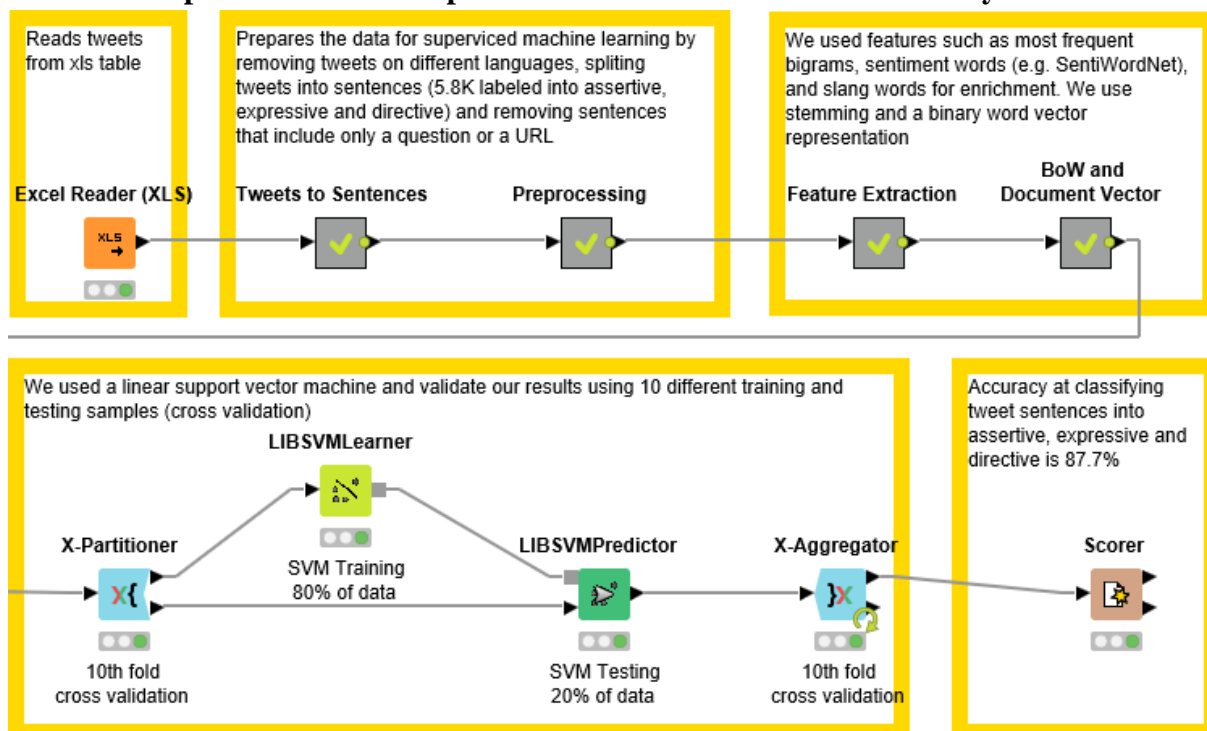 Reads tweets
from xls table
Prepares the data for superviced machine learning by
removing tweets on different languages, spliting
tweets into sentences (5.8K labeled into assertive,
expressive and directive) and removing sentences
that include only a question or a URL
We used features such as most frequent
bigrams, sentiment words (e.g. SentiWordNet),
and slang words for enrichment. We use
stemming and a binary word vector
representation
Excel Reader (XLS)
XLS
Tweets to Sentences
Preprocessing
Feature Extraction
BoW and
Document Vector
We used a linear support vector machine and validate our results using 10 different training and
testing samples (cross validation)
LIBSVMLearner
SVM Training
80% of data
X-Partitioner
X{
10th fold
cross validation
LIBSVMPredictor
SVM Testing
20% of data
X-Aggregator
}X
10th fold
cross validation
Accuracy at classifying
tweet sentences into
assertive, expressive and
directive is 87.7%
Scorer